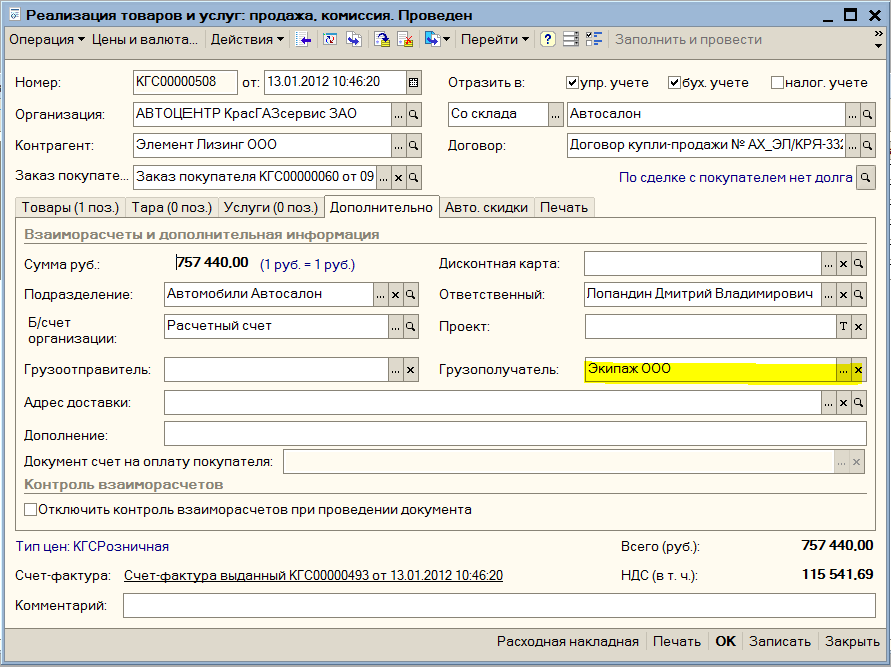 Реализация товаров и услуг: продажа, комиссия. Проведен
Операция Цены и валюта... Действия Перейти ? Заполнить и провести »
Номер: КГС00000508 от: 13.01.2012 10:46:20 Отразить в: упр. учете бух. учете налог. учете
Организация: АВТОЦЕНТР КрасГАЗсервис ЗАО ... Со склада ... Автосалон ...
Контрагент: Элемент Лизинг ООО ... Договор: Договор купли-продажи № АХ_ЭЛ/КРЯ-332 ...
Заказ покупате... Заказ покупателя КГС00000060 от 09 ... × По сделке с покупателем нет долга
Товары (1 поз.) Тара (0 поз.) Услуги (0 поз.) Дополнительно Авто. скидки Печать
Взаиморасчеты и дополнительная информация
Сумма руб.: 757 440,00 (1 руб. = 1 руб.) Дисконтная карта: ... ×
Подразделение: Автомобили Автосалон ... × Ответственный: Лопандин Дмитрий Владимирович ... ×
Б/счет
организации: Расчетный счет ... Проект: T ×
Грузоотправитель: ... × Грузополучатель: Экипаж ООО ... ×
Адрес доставки: ... ×
Дополнение:
Документ счет на оплату покупателя: ... ×
Контроль взаиморасчетов
Отключить контроль взаиморасчетов при проведении документа
Тип цен: КГСРозничная Всего (руб.): 757 440,00
Счет-фактура: Счет-фактура выданный КГС00000493 от 13.01.2012 10:46:20 НДС (в т. ч.): 115 541,69
Комментарий:
Расходная накладная Печать OK Записать Закрыть